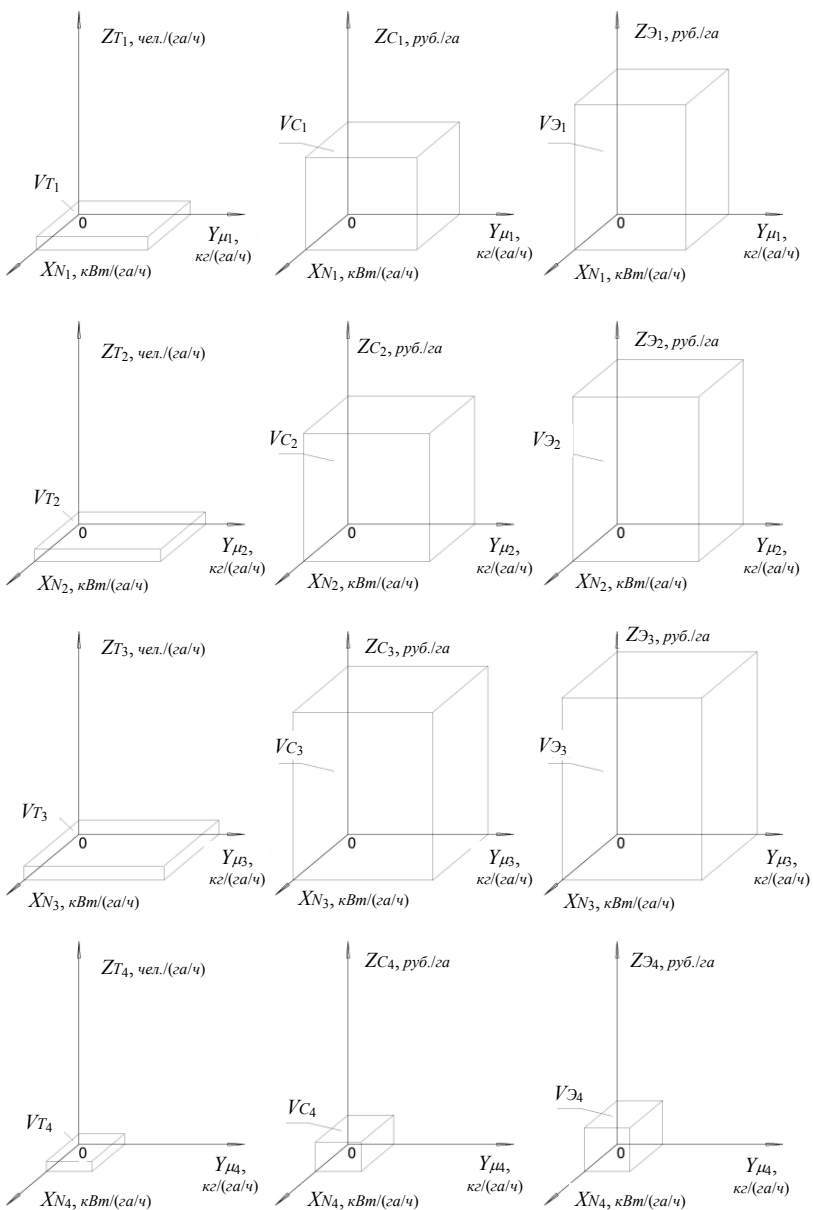 ZT1, чел./(га/ч)
ZC1, руб./га
ZЭ1, руб./га
VC1
VЭ1
VT1
0
0
0
Yμ1,
кг/(га/ч)
Yμ1,
кг/(га/ч)
Yμ1,
кг/(га/ч)
XN1, кВт/(га/ч)
XN1, кВт/(га/ч)
XN1, кВт/(га/ч)
ZT2, чел./(га/ч)
ZC2, руб./га
ZЭ2, руб./га
VC2
VЭ2
VT2
0
0
0
Yμ2,
кг/(га/ч)
Yμ2,
кг/(га/ч)
Yμ2,
кг/(га/ч)
XN2, кВт/(га/ч)
XN2, кВт/(га/ч)
XN2, кВт/(га/ч)
ZT3, чел./(га/ч)
ZC3, руб./га
ZЭ3, руб./га
VC3
VЭ3
VT3
0
0
0
Yμ3,
кг/(га/ч)
Yμ3,
кг/(га/ч)
Yμ3,
кг/(га/ч)
XN3, кВт/(га/ч)
XN3, кВт/(га/ч)
XN3, кВт/(га/ч)
ZT4, чел./(га/ч)
ZC4, руб./га
ZЭ4, руб./га
VT4
VC4
VЭ4
0
0
0
Yμ4,
кг/(га/ч)
Yμ4,
кг/(га/ч)
Yμ4,
кг/(га/ч)
XN4, кВт/(га/ч)
XN4, кВт/(га/ч)
XN4, кВт/(га/ч)